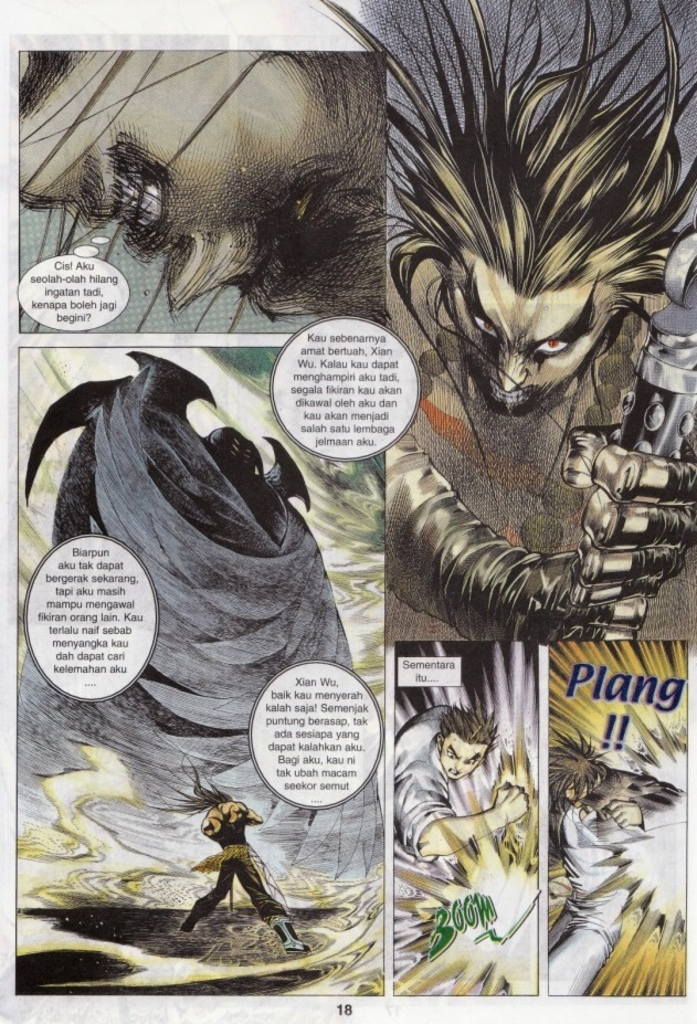 Cis! Aku
seolah-olah hilang
ingatan tadi,
kenapa boleh jagi
begini?
Kau sebenarnya
amat bertuah, Xian
Wu. Kalau kau dapat
menghampiri aku tadi,
segala fikiran kau akan
dikawal oleh aku dan
kau akan menjadi
salah satu lembaga
jelmaan aku.
Biarpun
aku tak dapat
bergerak sekarang,
tapi aku masih
mampu mengawal
fikiran orang lain. Kau
terlalu naif sebab
menyangka kau
dah dapat cari
kelemahan aku
....
Xian Wu,
baik kau menyerah
kalah saja! Semenjak
puntung berasap, tak
ada sesiapa yang
dapat kalahkan aku.
Bagi aku, kau ni
tak ubah macam
seekor semut
....
Sementara
itu....
BOOM
Plang
!!
18